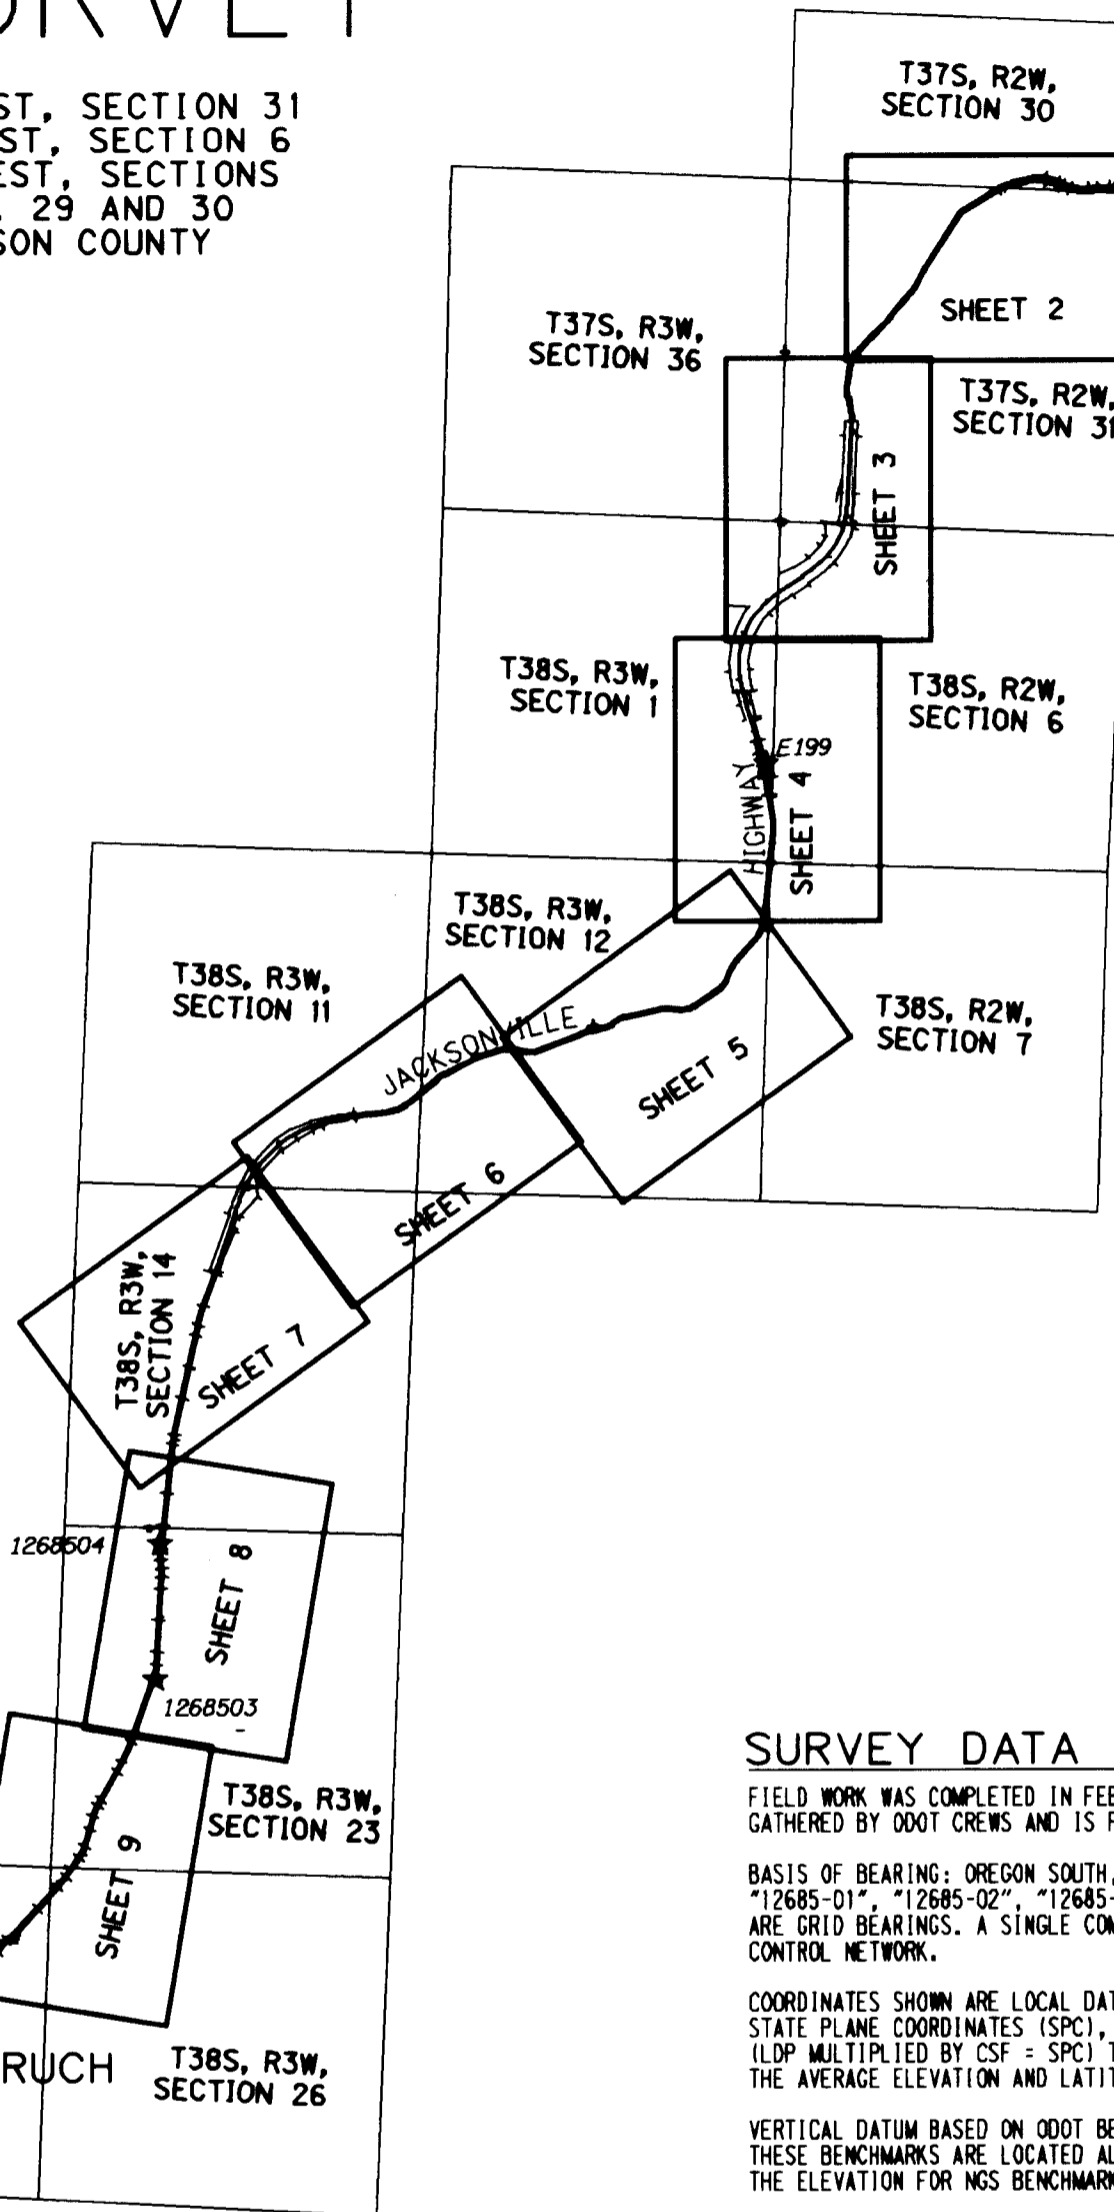 ST, SECTION 31
ST, SECTION 6
EST, SECTIONS
29 AND 30
SON COUNTY
T37S, R2W,
SECTION 30
SHEET 2
T37S, R3W,
SECTION 36
T37S, R2W,
SECTION 31
SHEET 3
T38S, R3W,
SECTION 1
T38S, R2W,
SECTION 6
E199
HIGHWAY
SHEET 4
T38S, R3W,
SECTION 12
T38S, R3W,
SECTION 11
JACKSONVILLE
T38S, R2W,
SECTION 7
SHEET 5
SHEET 6
T38S, R3W,
SECTION 14
SHEET 7
1268504
SHEET 8
1268503
T38S, R3W,
SECTION 23
SHEET 9
RUCH
T38S, R3W,
SECTION 26
SURVEY DATA
FIELD WORK WAS COMPLETED IN FEB
GATHERED BY ODOT CREWS AND IS
BASIS OF BEARING: OREGON SOUTH,
"12685-01", "12685-02", "12685-
ARE GRID BEARINGS. A SINGLE COM
CONTROL NETWORK.
COORDINATES SHOWN ARE LOCAL DAT
STATE PLANE COORDINATES (SPC),
(LDP MULTIPLIED BY CSF = SPC) T
THE AVERAGE ELEVATION AND LATIT
VERTICAL DATUM BASED ON ODOT BE
THESE BENCHMARKS ARE LOCATED AL
THE ELEVATION FOR NGS BENCHMARK